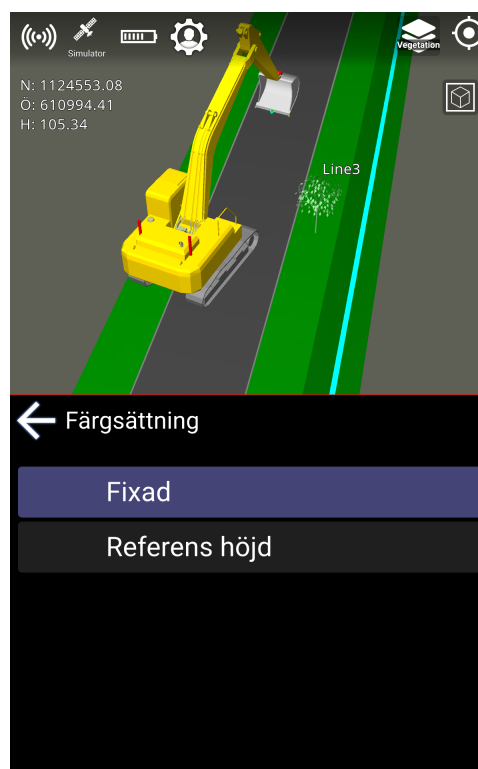 Simulator
Vegetation
N: 1124553.08
Ö: 610994.41
H: 105.34
Line3
Färgsättning
Fixad
Referens höjd